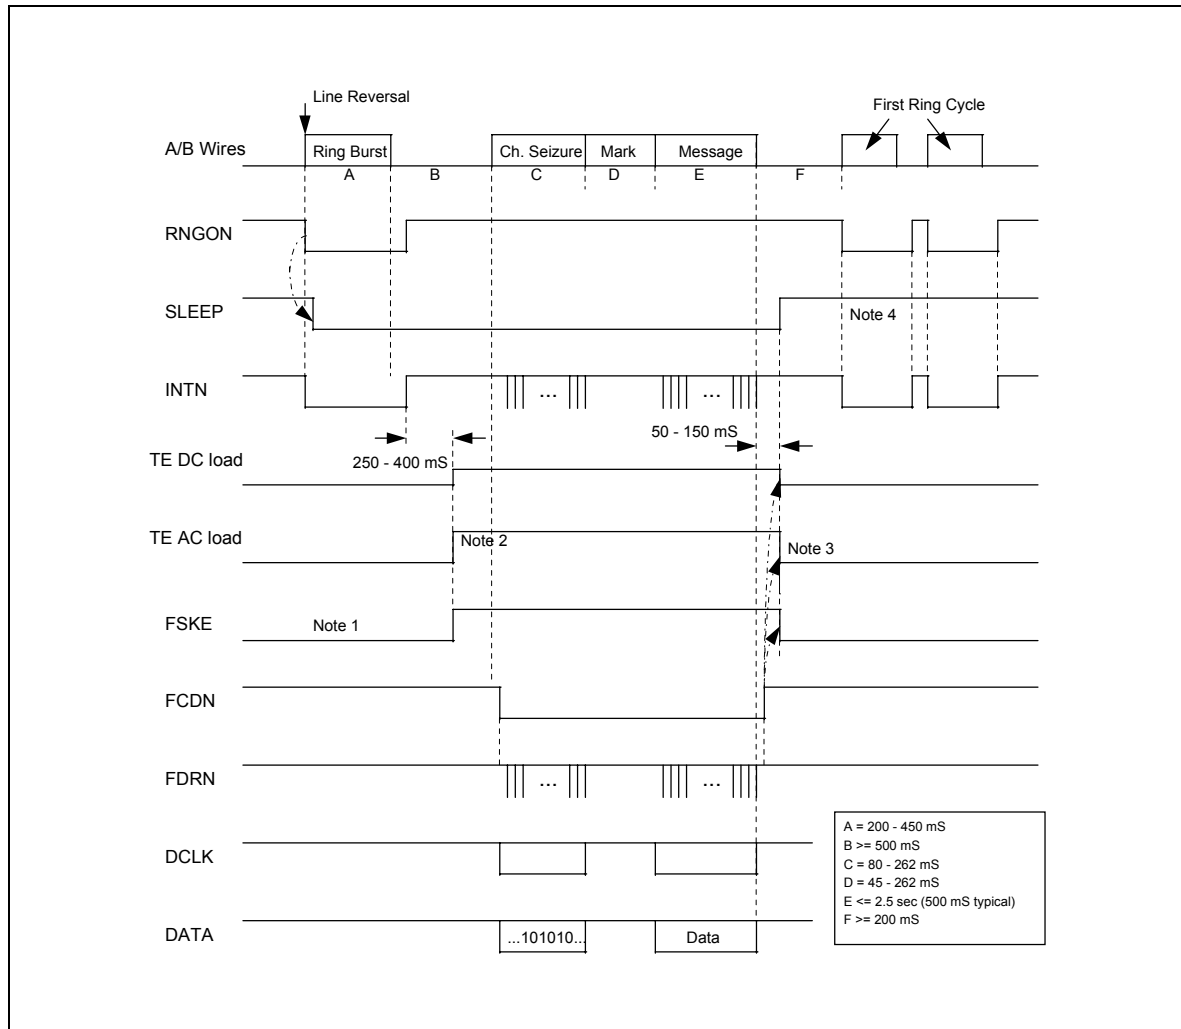 Line Reversal
First Ring Cycle
A/B Wires
Ring Burst
Ch. Seizure
Mark
Message
A
B
C
D
E
F
RNGON
SLEEP
Note 4
INTN
...
...
50 - 150 mS
250 - 400 mS
TE DC load
TE AC load
Note 2
Note 3
FSKE
Note 1
FCDN
FDRN
...
...
DCLK
DATA
...101010...
Data
A = 200 - 450 mS
B >= 500 mS
C = 80 - 262 mS
D = 45 - 262 mS
E <= 2.5 sec (500 mS typical)
F >= 200 mS